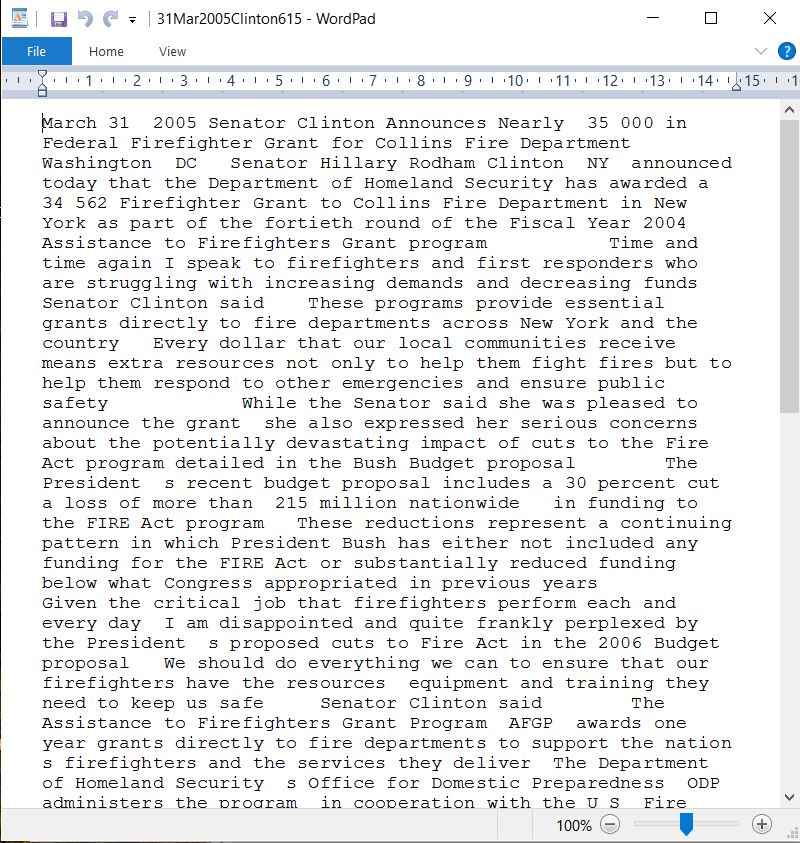 31Mar2005Clinton615 - WordPad
File Home View
1 2 3 4 5 6 7 8 9 10 11 12 13 14 15
March 31  2005 Senator Clinton Announces Nearly  35 000 in
Federal Firefighter Grant for Collins Fire Department
Washington  DC   Senator Hillary Rodham Clinton  NY  announced
today that the Department of Homeland Security has awarded a
34 562 Firefighter Grant to Collins Fire Department in New
York as part of the fortieth round of the Fiscal Year 2004
Assistance to Firefighters Grant program           Time and
time again I speak to firefighters and first responders who
are struggling with increasing demands and decreasing funds
Senator Clinton said    These programs provide essential
grants directly to fire departments across New York and the
country   Every dollar that our local communities receive
means extra resources not only to help them fight fires but to
help them respond to other emergencies and ensure public
safety            While the Senator said she was pleased to
announce the grant  she also expressed her serious concerns
about the potentially devastating impact of cuts to the Fire
Act program detailed in the Bush Budget proposal        The
President  s recent budget proposal includes a 30 percent cut
a loss of more than  215 million nationwide   in funding to
the FIRE Act program   These reductions represent a continuing
pattern in which President Bush has either not included any
funding for the FIRE Act or substantially reduced funding
below what Congress appropriated in previous years
Given the critical job that firefighters perform each and
every day  I am disappointed and quite frankly perplexed by
the President  s proposed cuts to Fire Act in the 2006 Budget
proposal   We should do everything we can to ensure that our
firefighters have the resources  equipment and training they
need to keep us safe     Senator Clinton said        The
Assistance to Firefighters Grant Program  AFGP  awards one
year grants directly to fire departments to support the nation
s firefighters and the services they deliver  The Department
of Homeland Security  s Office for Domestic Preparedness  ODP
administers the program  in cooperation with the U S  Fire
100%